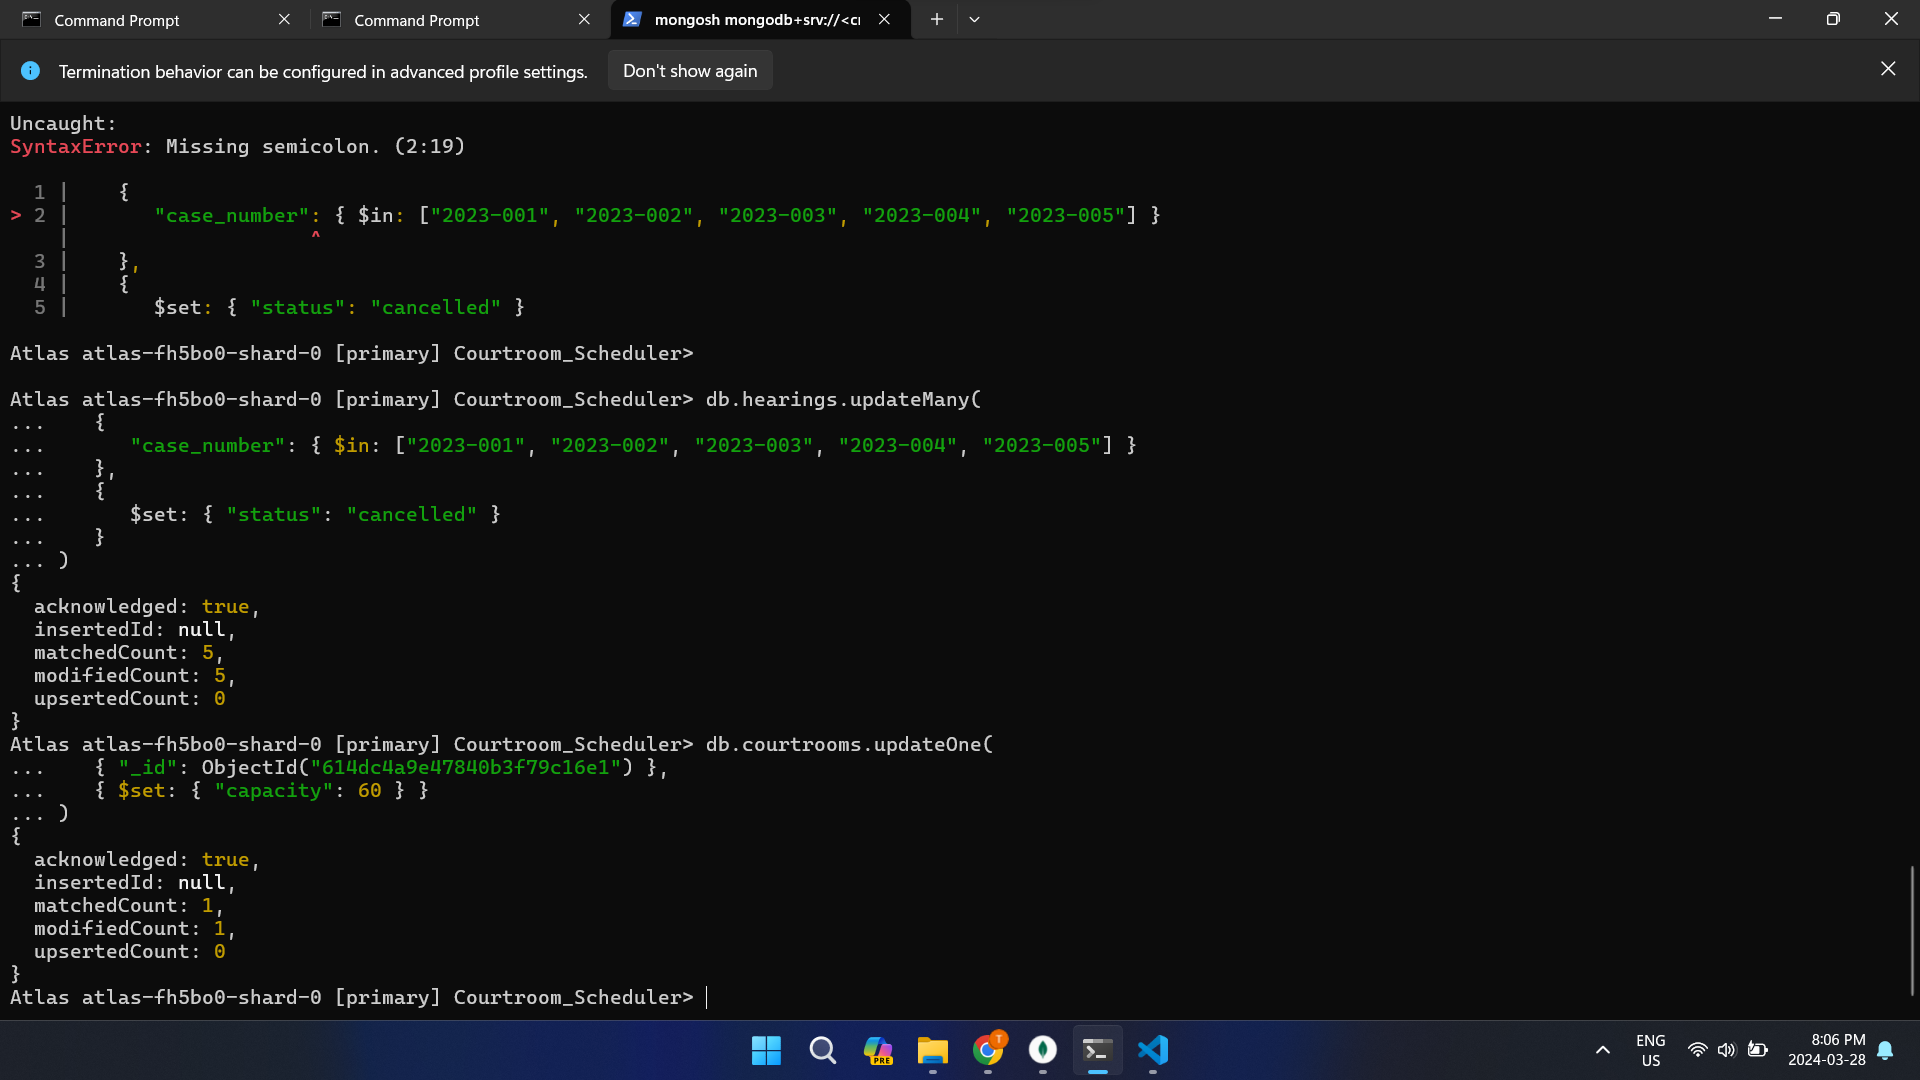 Command Prompt
Command Prompt
mongosh mongodb+srv://<cr
Termination behavior can be configured in advanced profile settings.
Don't show again
Uncaught:
SyntaxError: Missing semicolon. (2:19)
  1 |    {
> 2 |       "case_number": { $in: ["2023-001", "2023-002", "2023-003", "2023-004", "2023-005"] }
    |                    ^
  3 |    },
  4 |    {
  5 |       $set: { "status": "cancelled" }
Atlas atlas-fh5bo0-shard-0 [primary] Courtroom_Scheduler>
Atlas atlas-fh5bo0-shard-0 [primary] Courtroom_Scheduler> db.hearings.updateMany(
...    {
...       "case_number": { $in: ["2023-001", "2023-002", "2023-003", "2023-004", "2023-005"] }
...    },
...    {
...       $set: { "status": "cancelled" }
...    }
... )
{
  acknowledged: true,
  insertedId: null,
  matchedCount: 5,
  modifiedCount: 5,
  upsertedCount: 0
}
Atlas atlas-fh5bo0-shard-0 [primary] Courtroom_Scheduler> db.courtrooms.updateOne(
...    { "_id": ObjectId("614dc4a9e47840b3f79c16e1") },
...    { $set: { "capacity": 60 } }
... )
{
  acknowledged: true,
  insertedId: null,
  matchedCount: 1,
  modifiedCount: 1,
  upsertedCount: 0
}
Atlas atlas-fh5bo0-shard-0 [primary] Courtroom_Scheduler>
PRE
T
ENG
US
8:06 PM
2024-03-28